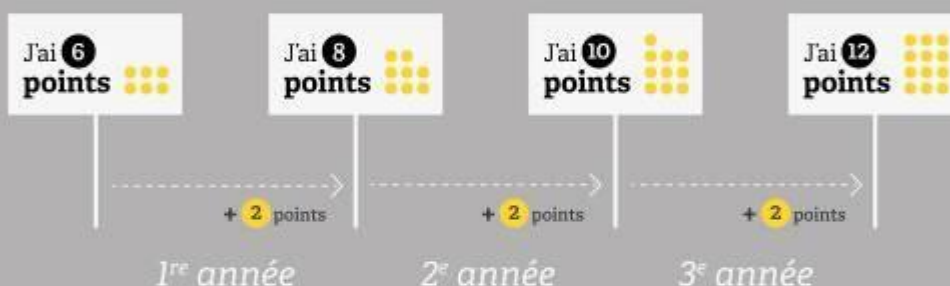 J'ai 6
points
J'ai 8
points
J'ai 10
points
J'ai 12
points
+ 2 points
+ 2 points
+ 2 points
1re année
2e année
3e année